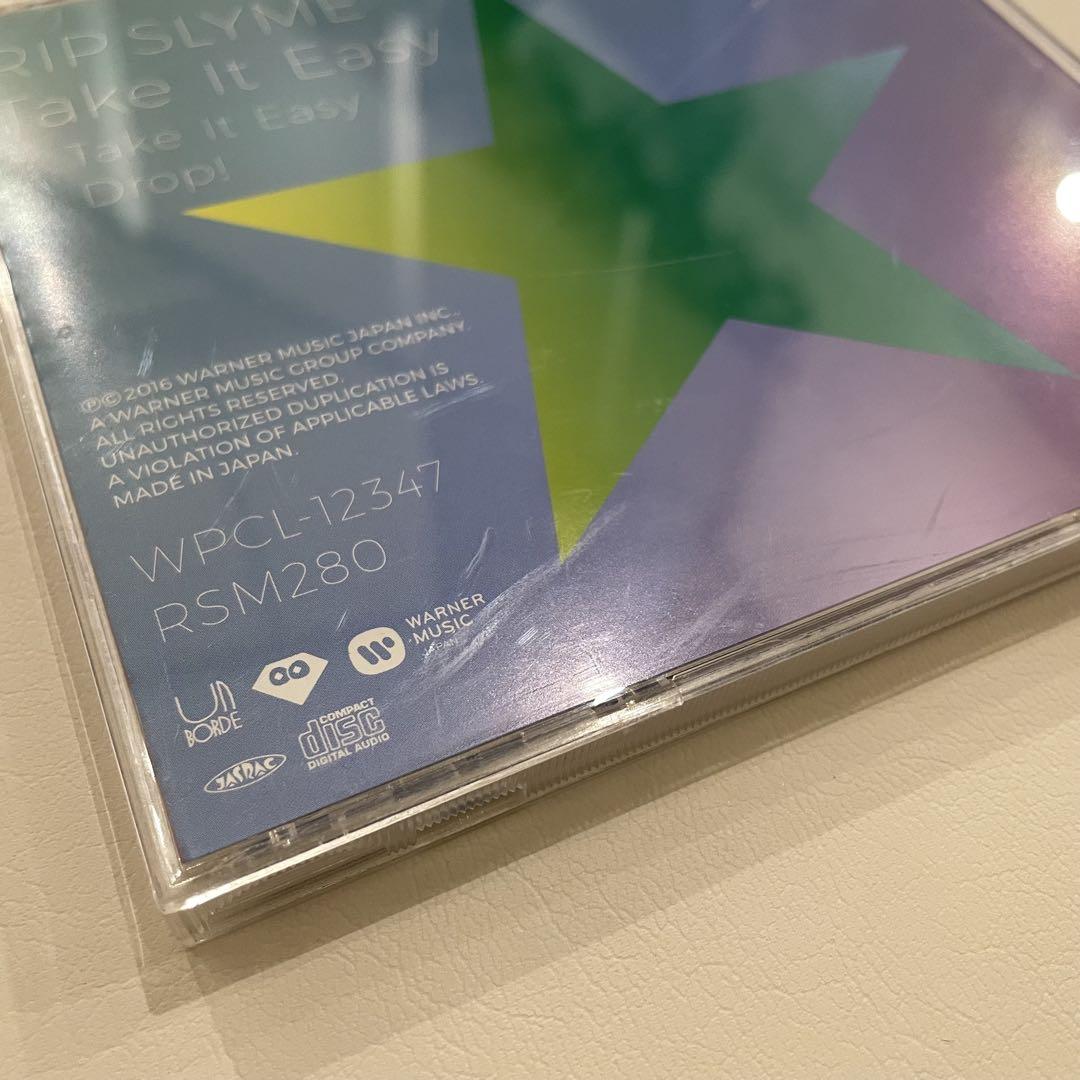 RIP SLYME
Take It Easy
Take It Easy
Drop!
℗© 2016 WARNER MUSIC JAPAN INC.,
A WARNER MUSIC GROUP COMPANY.
ALL RIGHTS RESERVED.
UNAUTHORIZED DUPLICATION IS
A VIOLATION OF APPLICABLE LAWS.
MADE IN JAPAN.
WPCL-12347
RSM280
WARNER
MUSIC
JAPAN
UN
BORDE
JASRAC
COMPACT
disc
DIGITAL AUDIO